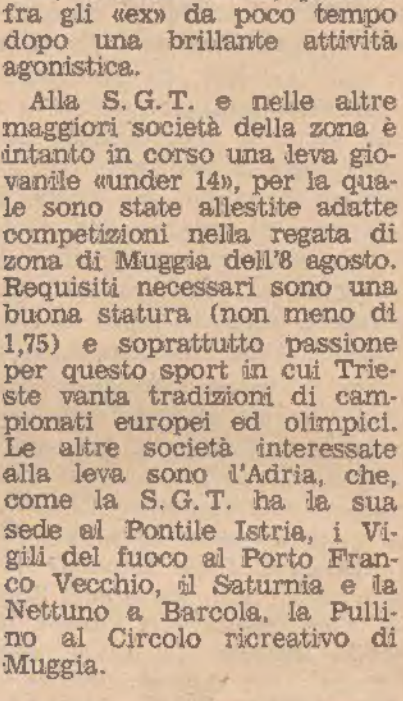 fra gli «ex» da poco tempo
dopo una brillante attività
agonistica.
Alla S.G.T. e nelle altre
maggiori società della zona è
intanto in corso una leva gio-
vanile «under 14», per la qua-
le sono state allestite adatte
competizioni nella regata di
zona di Muggia dell'8 agosto.
Requisiti necessari sono una
buona statura (non meno di
1,75) e soprattutto passione
per questo sport in cui Trie-
ste vanta tradizioni di cam-
pionati europei ed olimpici.
Le altre società interessate
alla leva sono l'Adria, che,
come la S.G.T. ha la sua
sede al Pontile Istria, i Vi-
gili del fuoco al Porto Fran-
co Vecchio, il Saturnia e la
Nettuno a Barcola, la Pulli-
no al Circolo ricreativo di
Muggia.